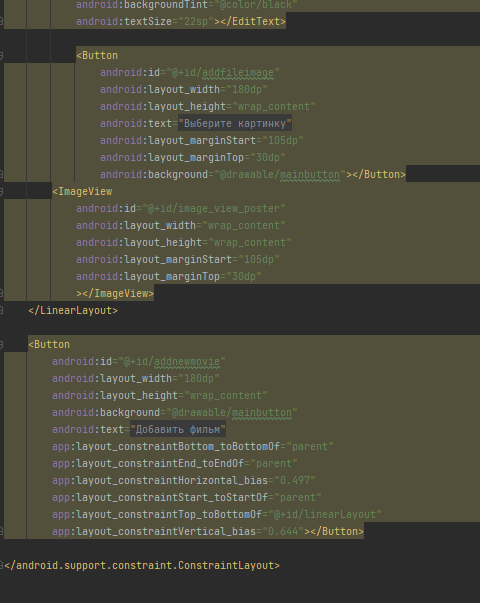 android:backgroundTint="@color/black"
android:textSize="22sp"></EditText>
<Button
android:id="@+id/addfileimage"
android:layout_width="180dp"
android:layout_height="wrap_content"
android:text="Выберите картинку"
android:layout_marginStart="105dp"
android:layout_marginTop="30dp"
android:background="@drawable/mainbutton"></Button>
<ImageView
android:id="@+id/image_view_poster"
android:layout_width="wrap_content"
android:layout_height="wrap_content"
android:layout_marginStart="105dp"
android:layout_marginTop="30dp"
></ImageView>
</LinearLayout>
<Button
android:id="@+id/addnewmovie"
android:layout_width="180dp"
android:layout_height="wrap_content"
android:background="@drawable/mainbutton"
android:text="Добавить фильм"
app:layout_constraintBottom_toBottomOf="parent"
app:layout_constraintEnd_toEndOf="parent"
app:layout_constraintHorizontal_bias="0.497"
app:layout_constraintStart_toStartOf="parent"
app:layout_constraintTop_toBottomOf="@+id/linearLayout"
app:layout_constraintVertical_bias="0.644"></Button>
</android.support.constraint.ConstraintLayout>